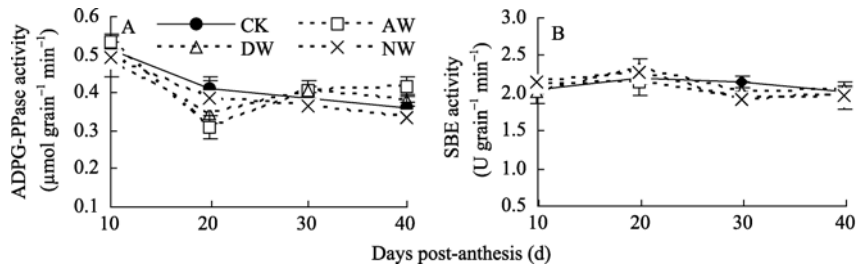 A
CK
AW
DW
NW
0.6
0.5
0.4
0.3
0.2
0.1
10
20
30
40
ADPG-PPase activity
(μmol grain⁻¹ min⁻¹)
B
3.0
2.5
2.0
1.5
1.0
0.5
10
20
30
40
SBE activity
(U grain⁻¹ min⁻¹)
Days post-anthesis (d)